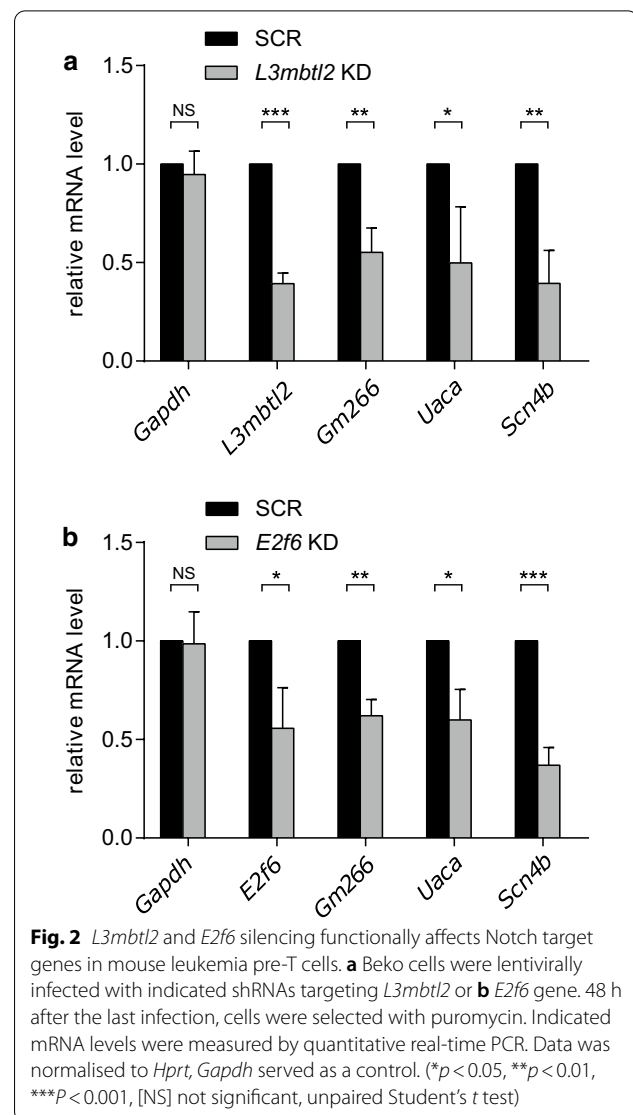 SCR
a
L3mbtl2 KD
1.5
NS
***
**
*
**
1.0
relative mRNA level
0.5
0.0
Gapdh
L3mbtl2
Gm266
Uaca
Scn4b
SCR
b
E2f6 KD
1.5
NS
*
**
*
***
1.0
relative mRNA level
0.5
0.0
Gapdh
E2f6
Gm266
Uaca
Scn4b
Fig. 2 L3mbtl2 and E2f6 silencing functionally affects Notch target
genes in mouse leukemia pre-T cells. a Beko cells were lentivirally
infected with indicated shRNAs targeting L3mbtl2 or b E2f6 gene. 48 h
after the last infection, cells were selected with puromycin. Indicated
mRNA levels were measured by quantitative real-time PCR. Data was
normalised to Hprt, Gapdh served as a control. (*p < 0.05, **p < 0.01,
***P < 0.001, [NS] not significant, unpaired Student's t test)